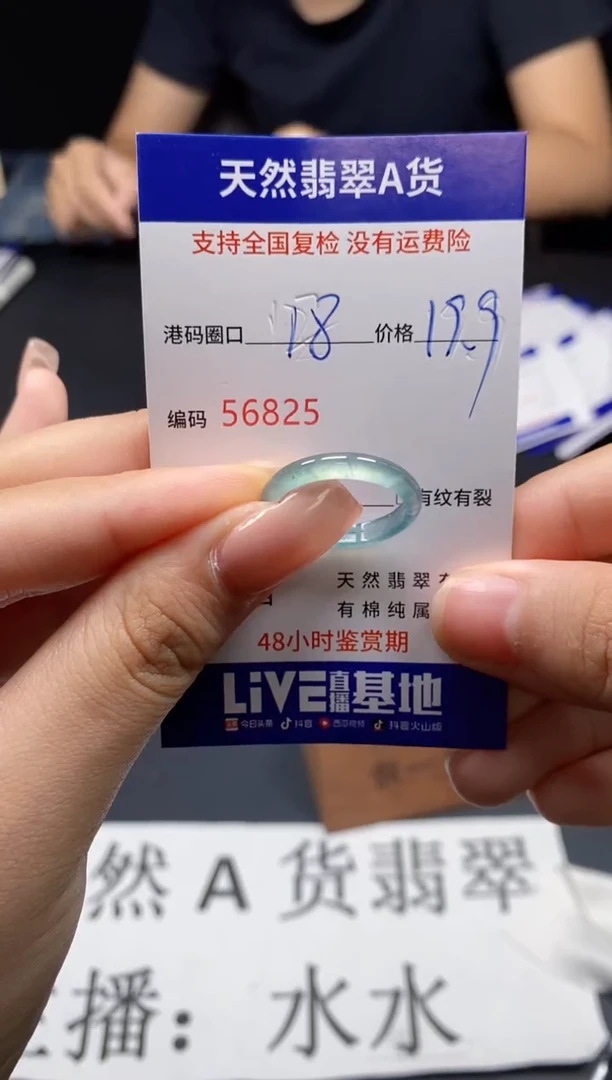 天然翡翠A货
支持全国复检 没有运费险
港码圈口 18 价格 19.9
编码 56825
有纹有裂
天然翡翠
有棉纯属
48小时鉴赏期
LiVE直播基地
今日头条 抖音 西瓜视频 抖音火山版
然 A 货翡翠
播：水水